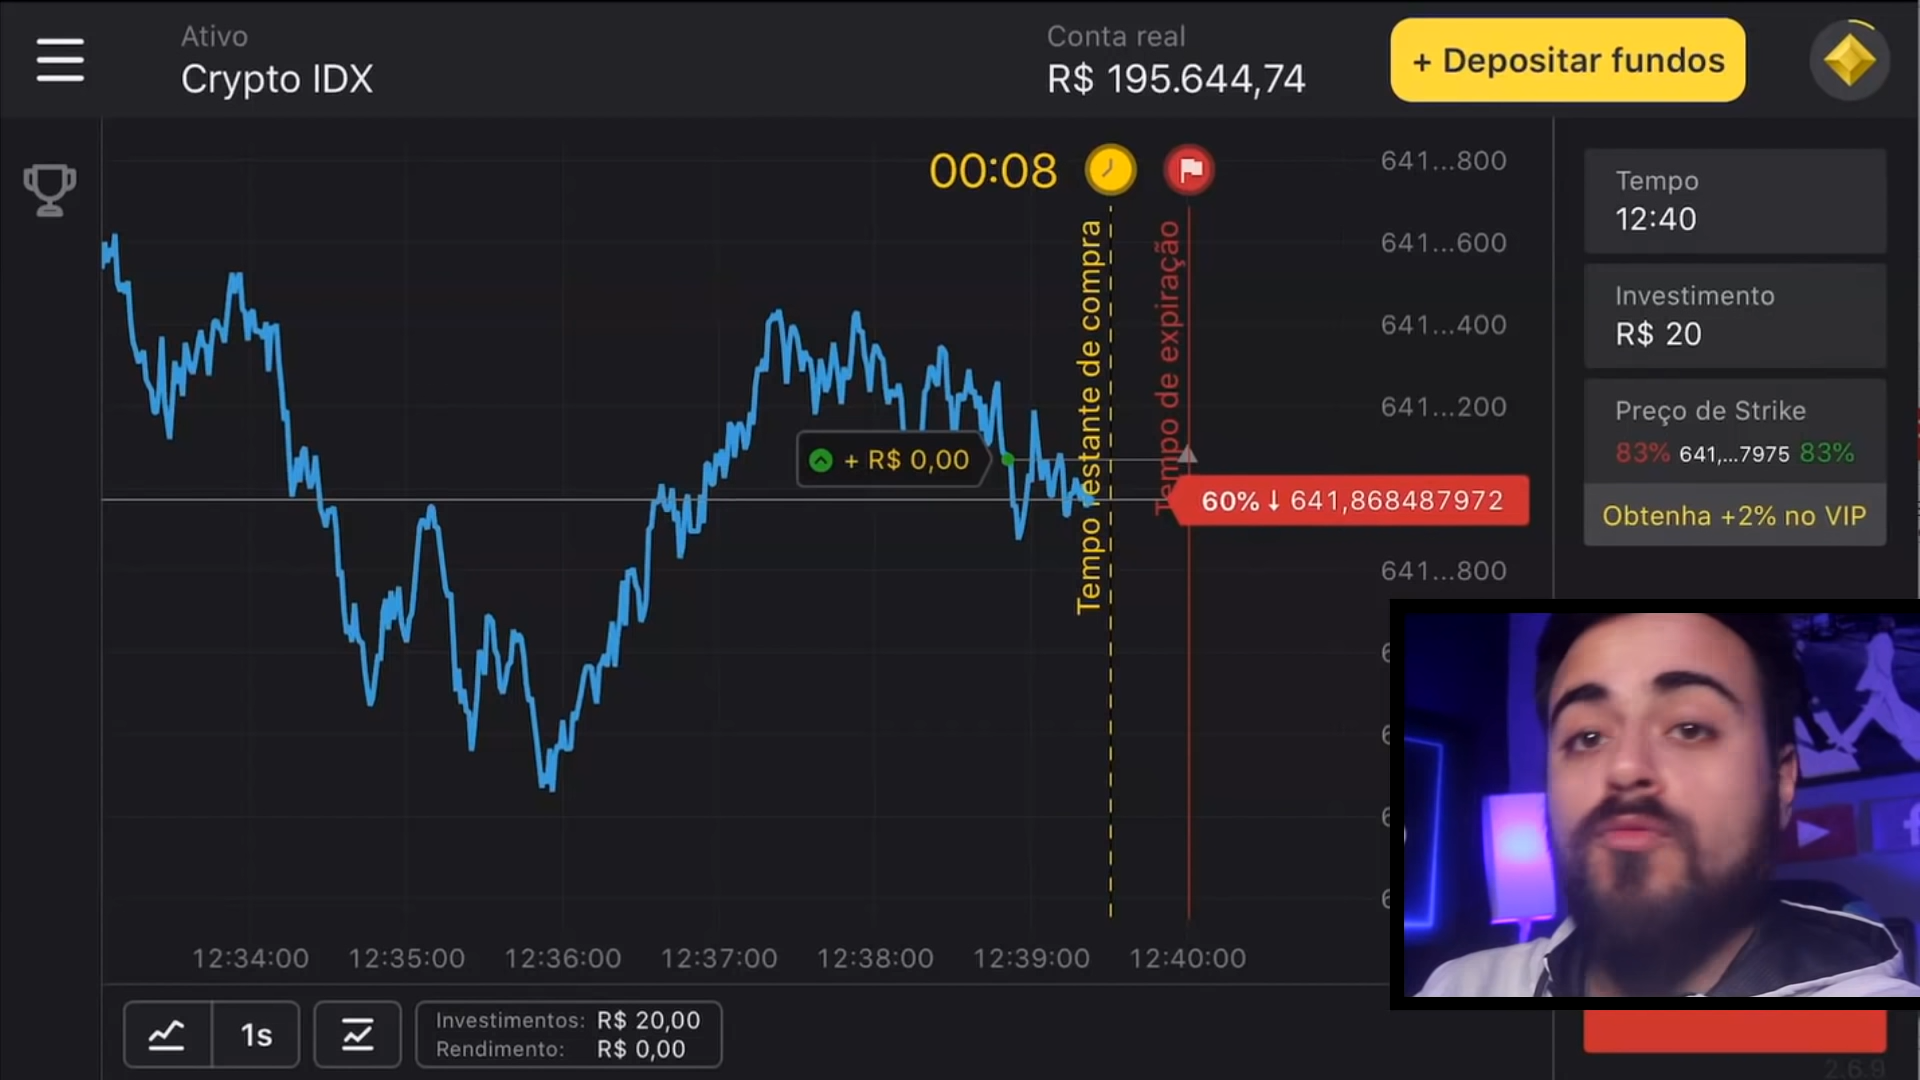 Ativo
Crypto IDX
Conta real
R$ 195.644,74
+ Depositar fundos
00:08
Tempo restante de compra
Tempo de expiração
641...800
641...600
641...400
641...200
641...800
+ R$ 0,00
60% ↓ 641,868487972
Tempo
12:40
Investimento
R$ 20
Preço de Strike
83% 641,...7975 83%
Obtenha +2% no VIP
12:34:00 12:35:00 12:36:00 12:37:00 12:38:00 12:39:00 12:40:00
1s
Investimentos: R$ 20,00
Rendimento: R$ 0,00
2.6.9